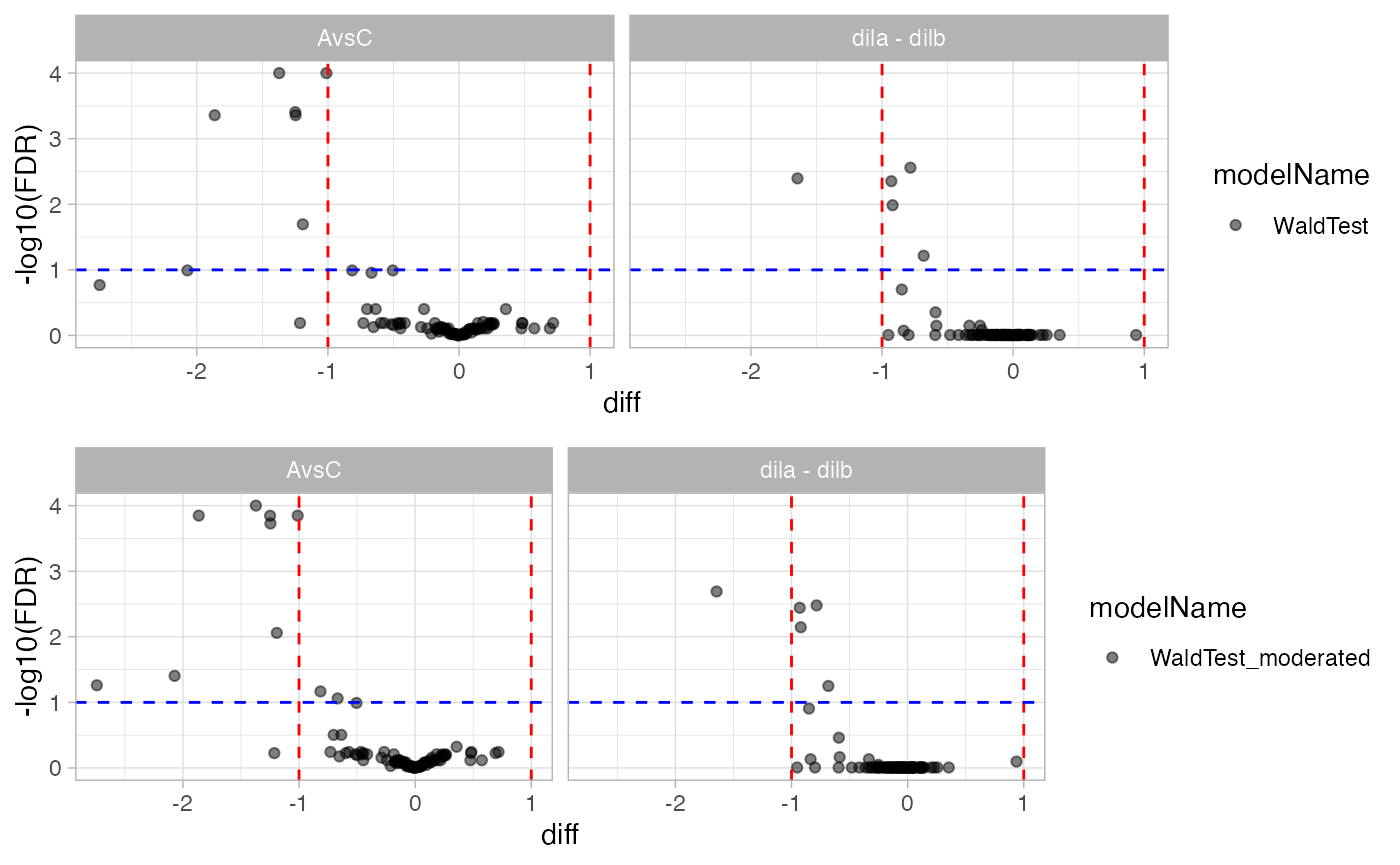 AvsC
dila - dilb
4
3
2
1
0
-log10(FDR)
-2
-1
0
1
-2
-1
0
1
diff
modelName
WaldTest
AvsC
dila - dilb
4
3
2
1
0
-log10(FDR)
-2
-1
0
1
-2
-1
0
1
diff
modelName
WaldTest_moderated